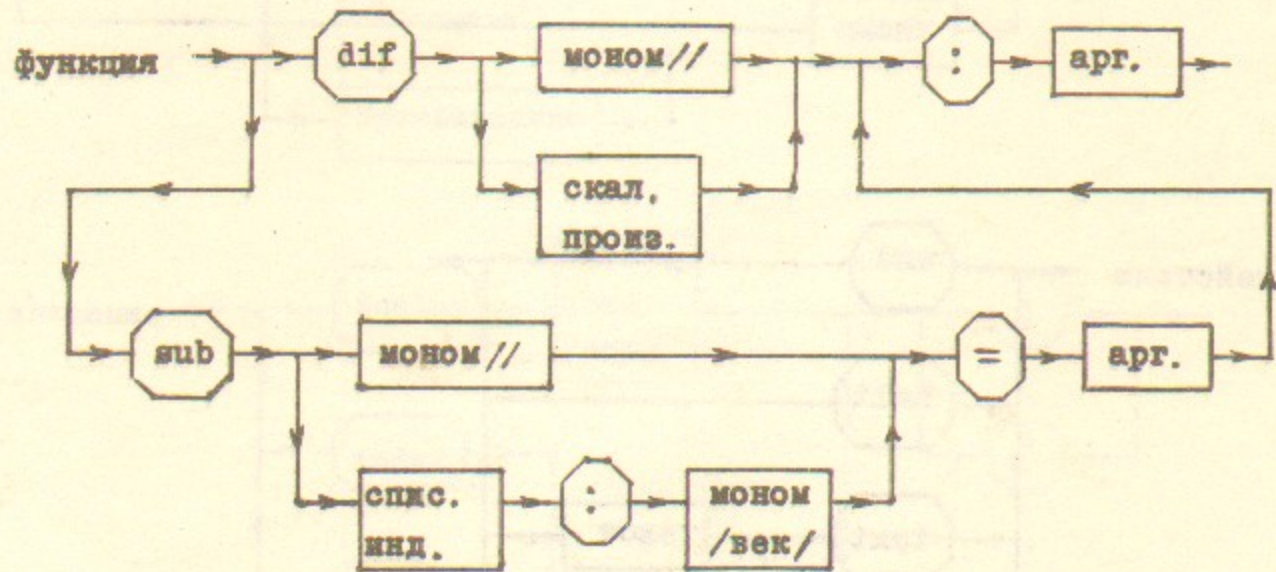 функция dif моном// : арг.
скал.
произ.
sub моном// = арг.
спис. : моном
инд. /век/